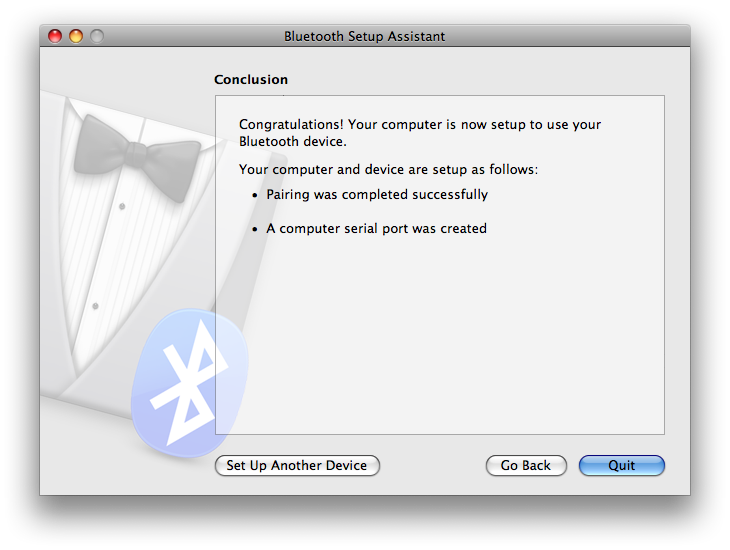 Bluetooth Setup Assistant
Conclusion
Congratulations! Your computer is now setup to use your
Bluetooth device.
Your computer and device are setup as follows:
• Pairing was completed successfully
• A computer serial port was created
Set Up Another Device
Go Back
Quit